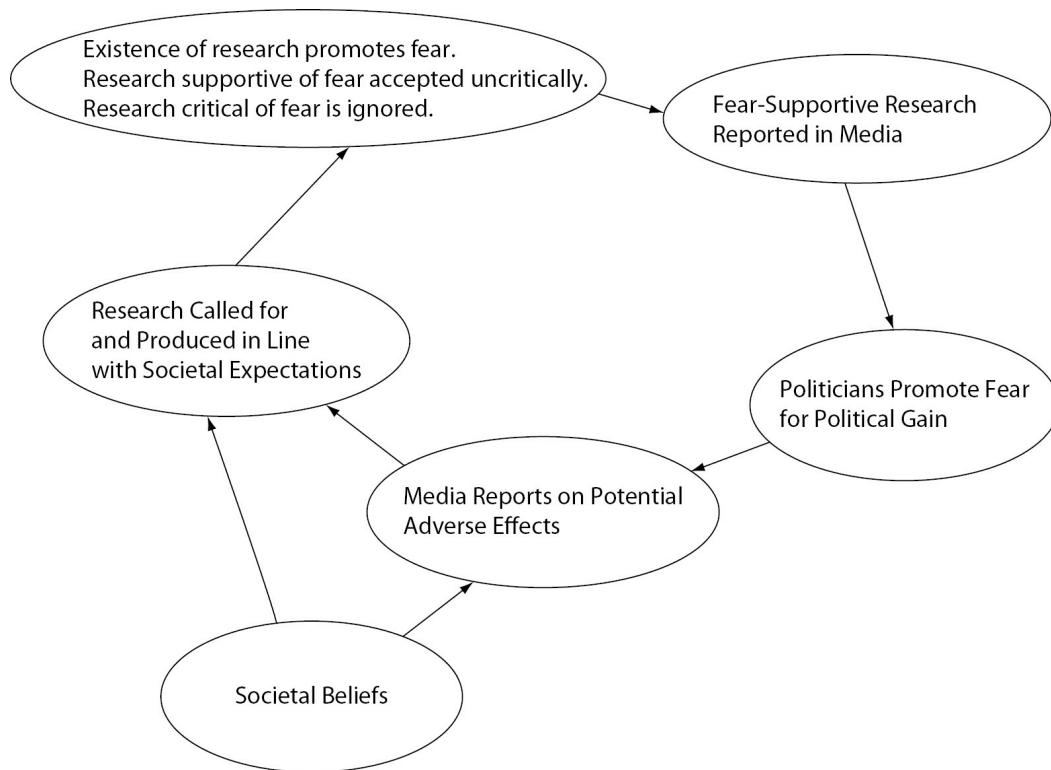 Existence of research promotes fear.
Research supportive of fear accepted uncritically.
Research critical of fear is ignored.
Fear-Supportive Research
Reported in Media
Research Called for
and Produced in Line
with Societal Expectations
Politicians Promote Fear
for Political Gain
Media Reports on Potential
Adverse Effects
Societal Beliefs